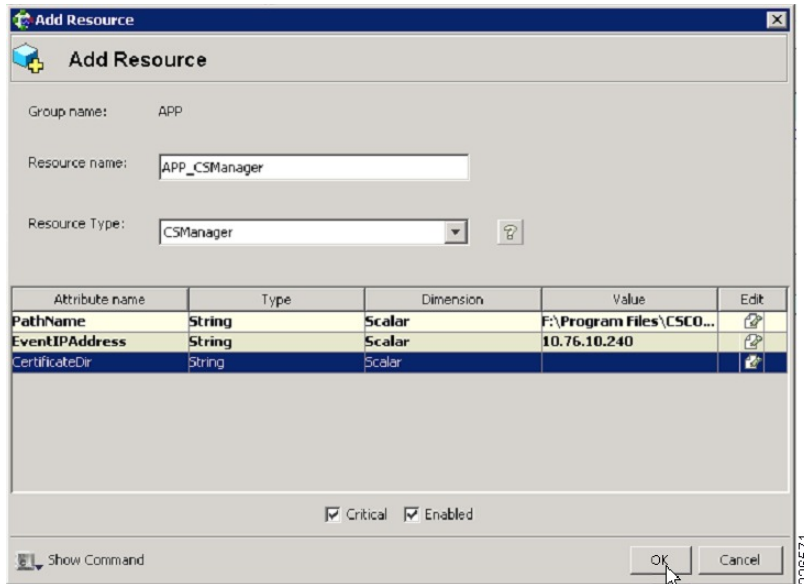 Add Resource
Add Resource
Group name: APP
Resource name: APP_CSManager
Resource Type: CSManager
Attribute name Type Dimension Value Edit
PathName String Scalar F:\Program Files\CSCO...
EventIPAddress String Scalar 10.76.10.240
CertificateDir String Scalar
Critical Enabled
Show Command OK Cancel